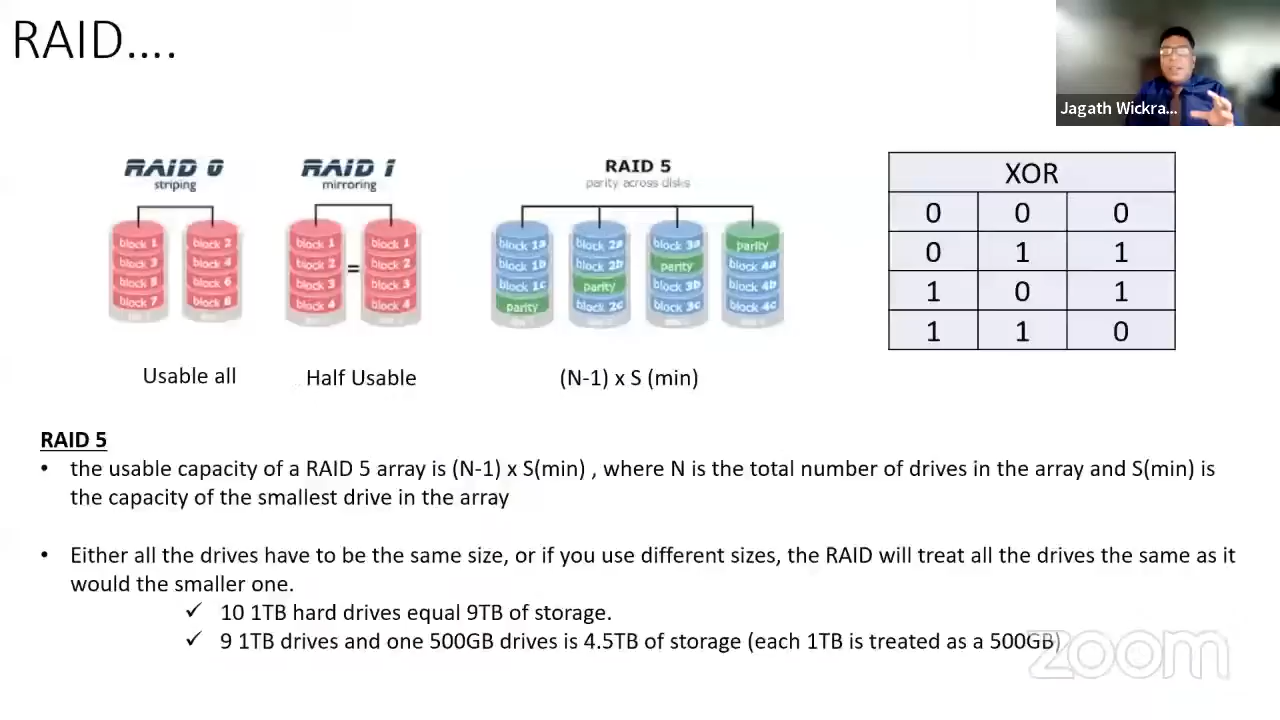 RAID....
Jagath Wickra...
RAID 0
striping
block 1
block 3
block 5
block 7
block 2
block 4
block 6
block 8
RAID 1
mirroring
block 1
block 2
block 3
block 4
=
block 1
block 2
block 3
block 4
RAID 5
parity across disks
block 1a
block 1b
block 1c
parity
block 2a
block 2b
parity
block 2c
block 3a
parity
block 3b
block 3c
parity
block 4a
block 4b
block 4c
XOR
0 0 0
0 1 1
1 0 1
1 1 0
Usable all
Half Usable
(N-1) x S (min)
RAID 5
• the usable capacity of a RAID 5 array is (N-1) x S(min) , where N is the total number of drives in the array and S(min) is
the capacity of the smallest drive in the array
• Either all the drives have to be the same size, or if you use different sizes, the RAID will treat all the drives the same as it
would the smaller one.
✓ 10 1TB hard drives equal 9TB of storage.
✓ 9 1TB drives and one 500GB drives is 4.5TB of storage (each 1TB is treated as a 500GB)
zoom